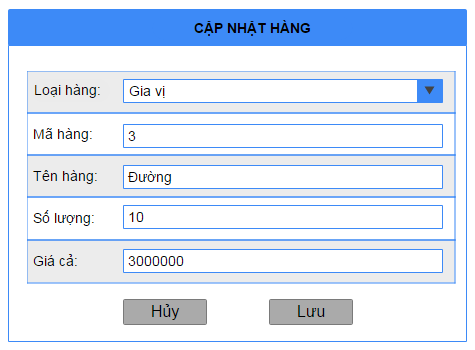 CẬP NHẬT HÀNG
Loại hàng: Gia vị
Mã hàng: 3
Tên hàng: Đường
Số lượng: 10
Giá cả: 3000000
Hủy Lưu